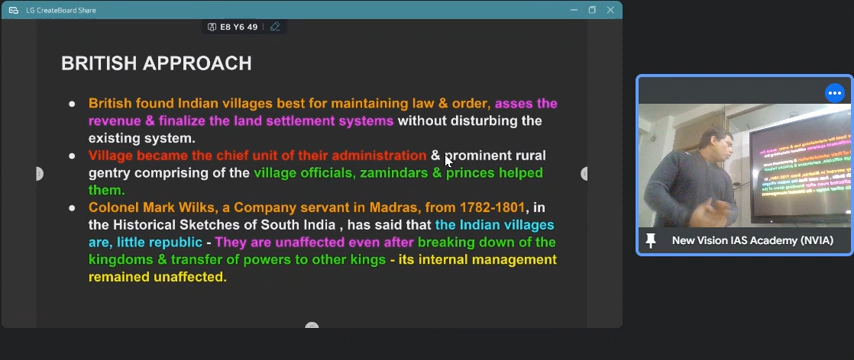 LG CreateBoard Share
E8 Y6 49
BRITISH APPROACH
● British found Indian villages best for maintaining law & order, asses the
revenue & finalize the land settlement systems without disturbing the
existing system.
● Village became the chief unit of their administration & prominent rural
gentry comprising of the village officials, zamindars & princes helped
them.
● Colonel Mark Wilks, a Company servant in Madras, from 1782-1801, in
the Historical Sketches of South India , has said that the Indian villages
are, little republic - They are unaffected even after breaking down of the
kingdoms & transfer of powers to other kings - its internal management
remained unaffected.
New Vision IAS Academy (NVIA)